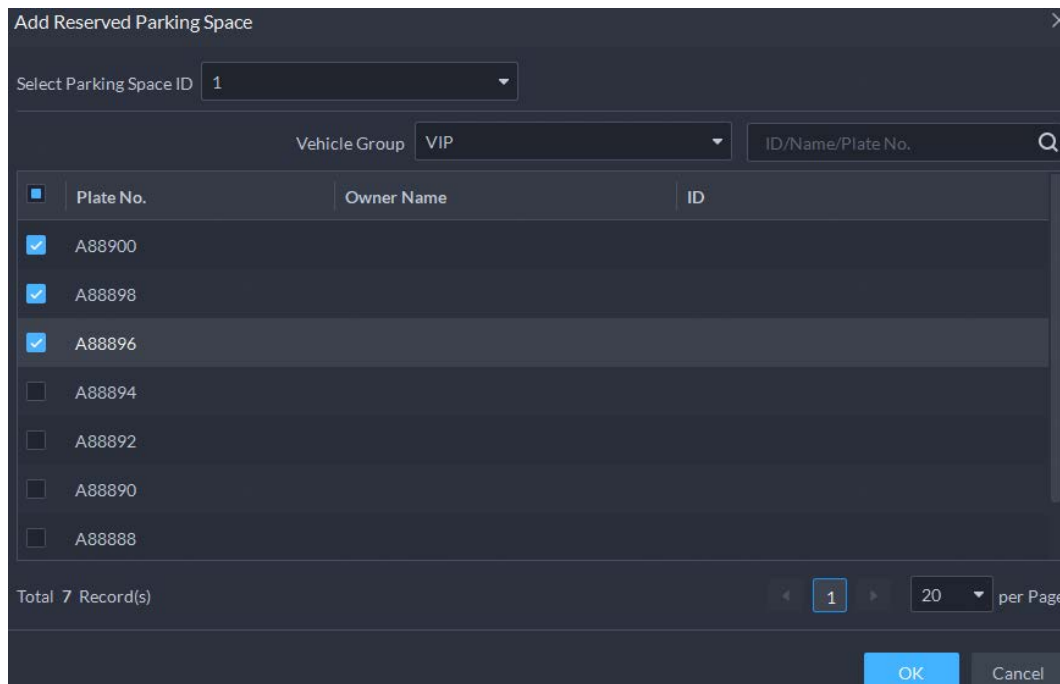 Add Reserved Parking Space
Select Parking Space ID 1
Vehicle Group VIP ID/Name/Plate No.
Plate No. Owner Name ID
A88900
A88898
A88896
A88894
A88892
A88890
A88888
Total 7 Record(s) 1 20 per Page
OK Cancel